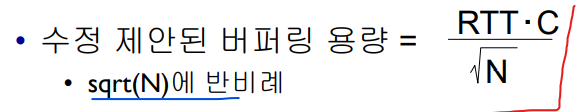 • 수정 제안된 버퍼링 용량 = RTT·C / √N
• sqrt(N)에 반비례